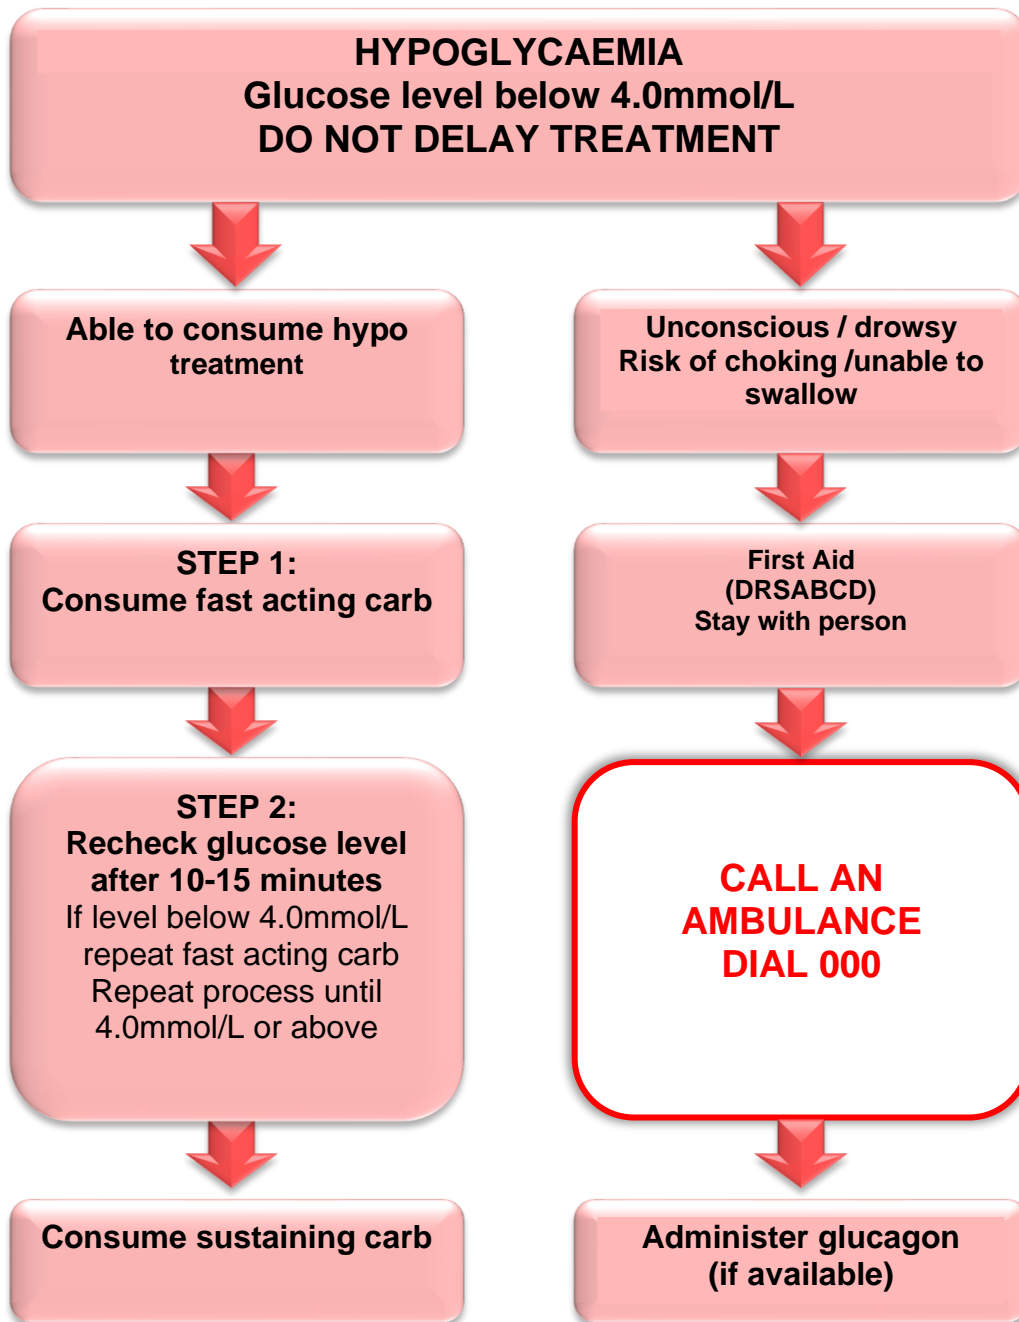 HYPOGLYCAEMIA
Glucose level below 4.0mmol/L
DO NOT DELAY TREATMENT
Able to consume hypo
treatment
STEP 1:
Consume fast acting carb
STEP 2:
Recheck glucose level
after 10-15 minutes
If level below 4.0mmol/L
repeat fast acting carb
Repeat process until
4.0mmol/L or above
Consume sustaining carb
Unconscious / drowsy
Risk of choking /unable to
swallow
First Aid
(DRSABCD)
Stay with person
CALL AN
AMBULANCE
DIAL 000
Administer glucagon
(if available)